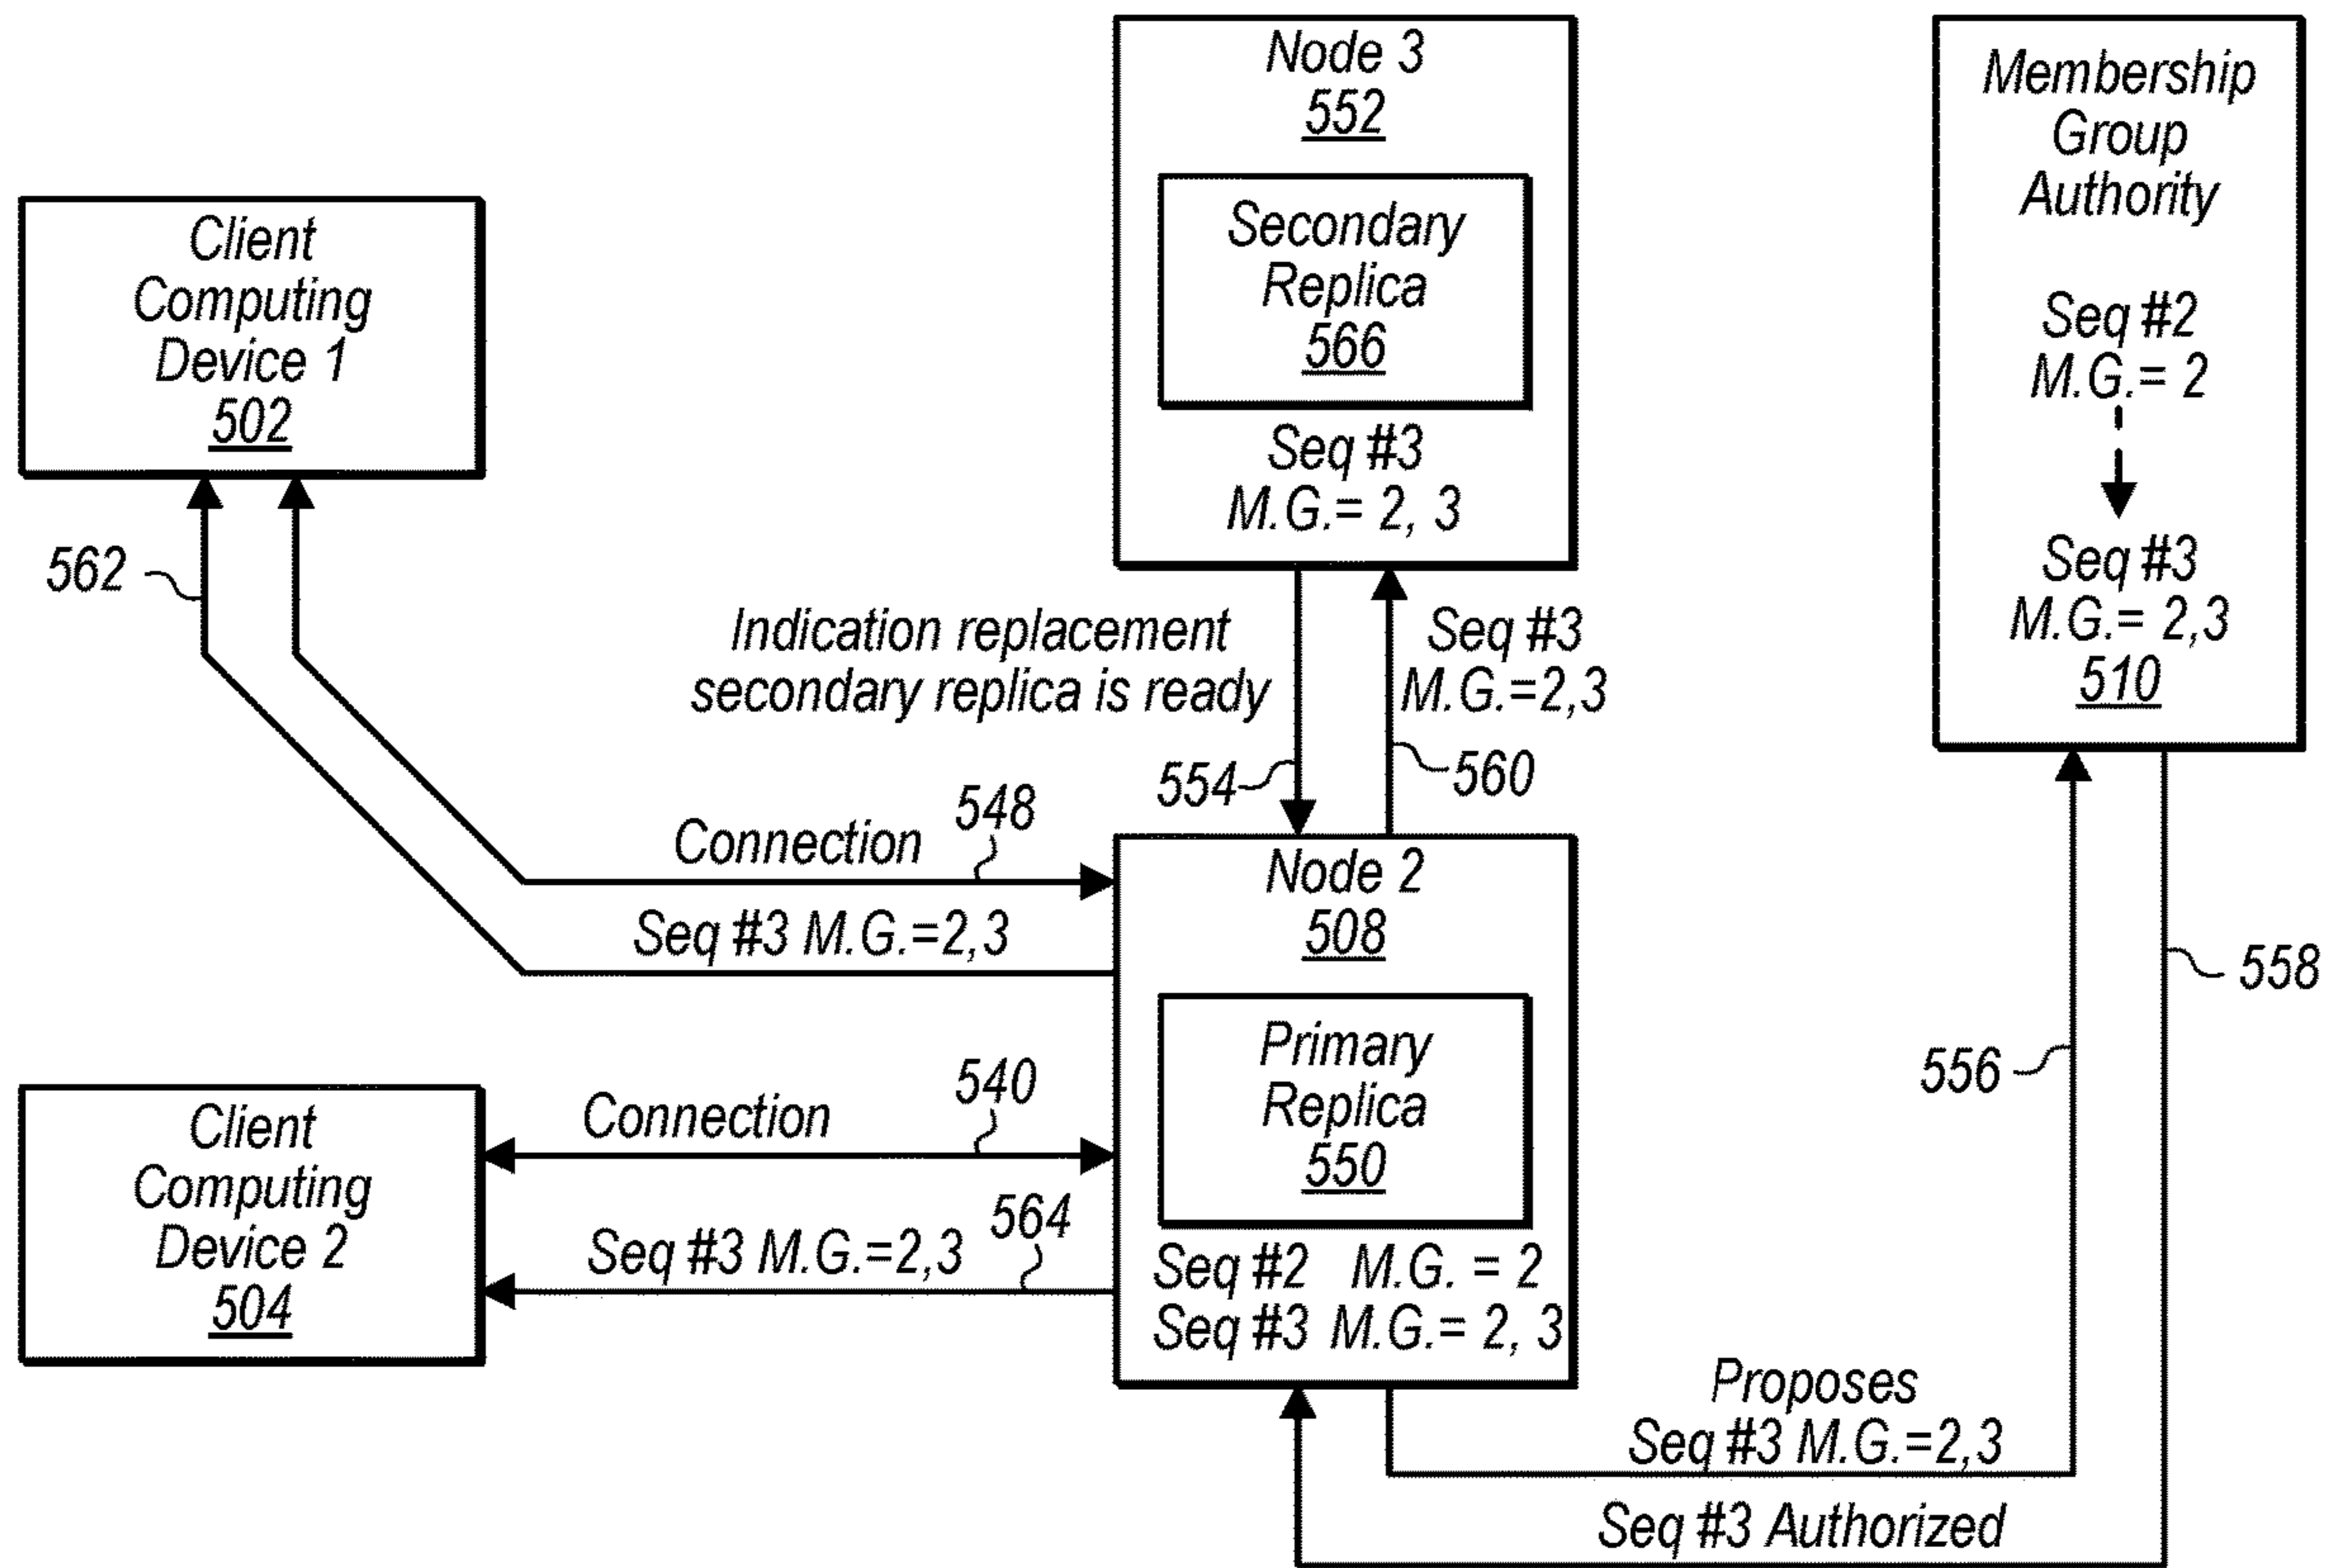 Node 3
552
Secondary
Replica
566
Seq #3
M.G.= 2, 3
Membership
Group
Authority
Seq #2
M.G.= 2
Seq #3
M.G.= 2,3
510
Client
Computing
Device 1
502
562
Indication replacement
secondary replica is ready
554
Seq #3
M.G.=2,3
560
Connection
548
Seq #3 M.G.=2,3
Node 2
508
Primary
Replica
550
Seq #2 M.G. = 2
Seq #3 M.G.= 2, 3
Client
Computing
Device 2
504
Connection
540
Seq #3 M.G.=2,3
564
556
558
Proposes
Seq #3 M.G.=2,3
Seq #3 Authorized